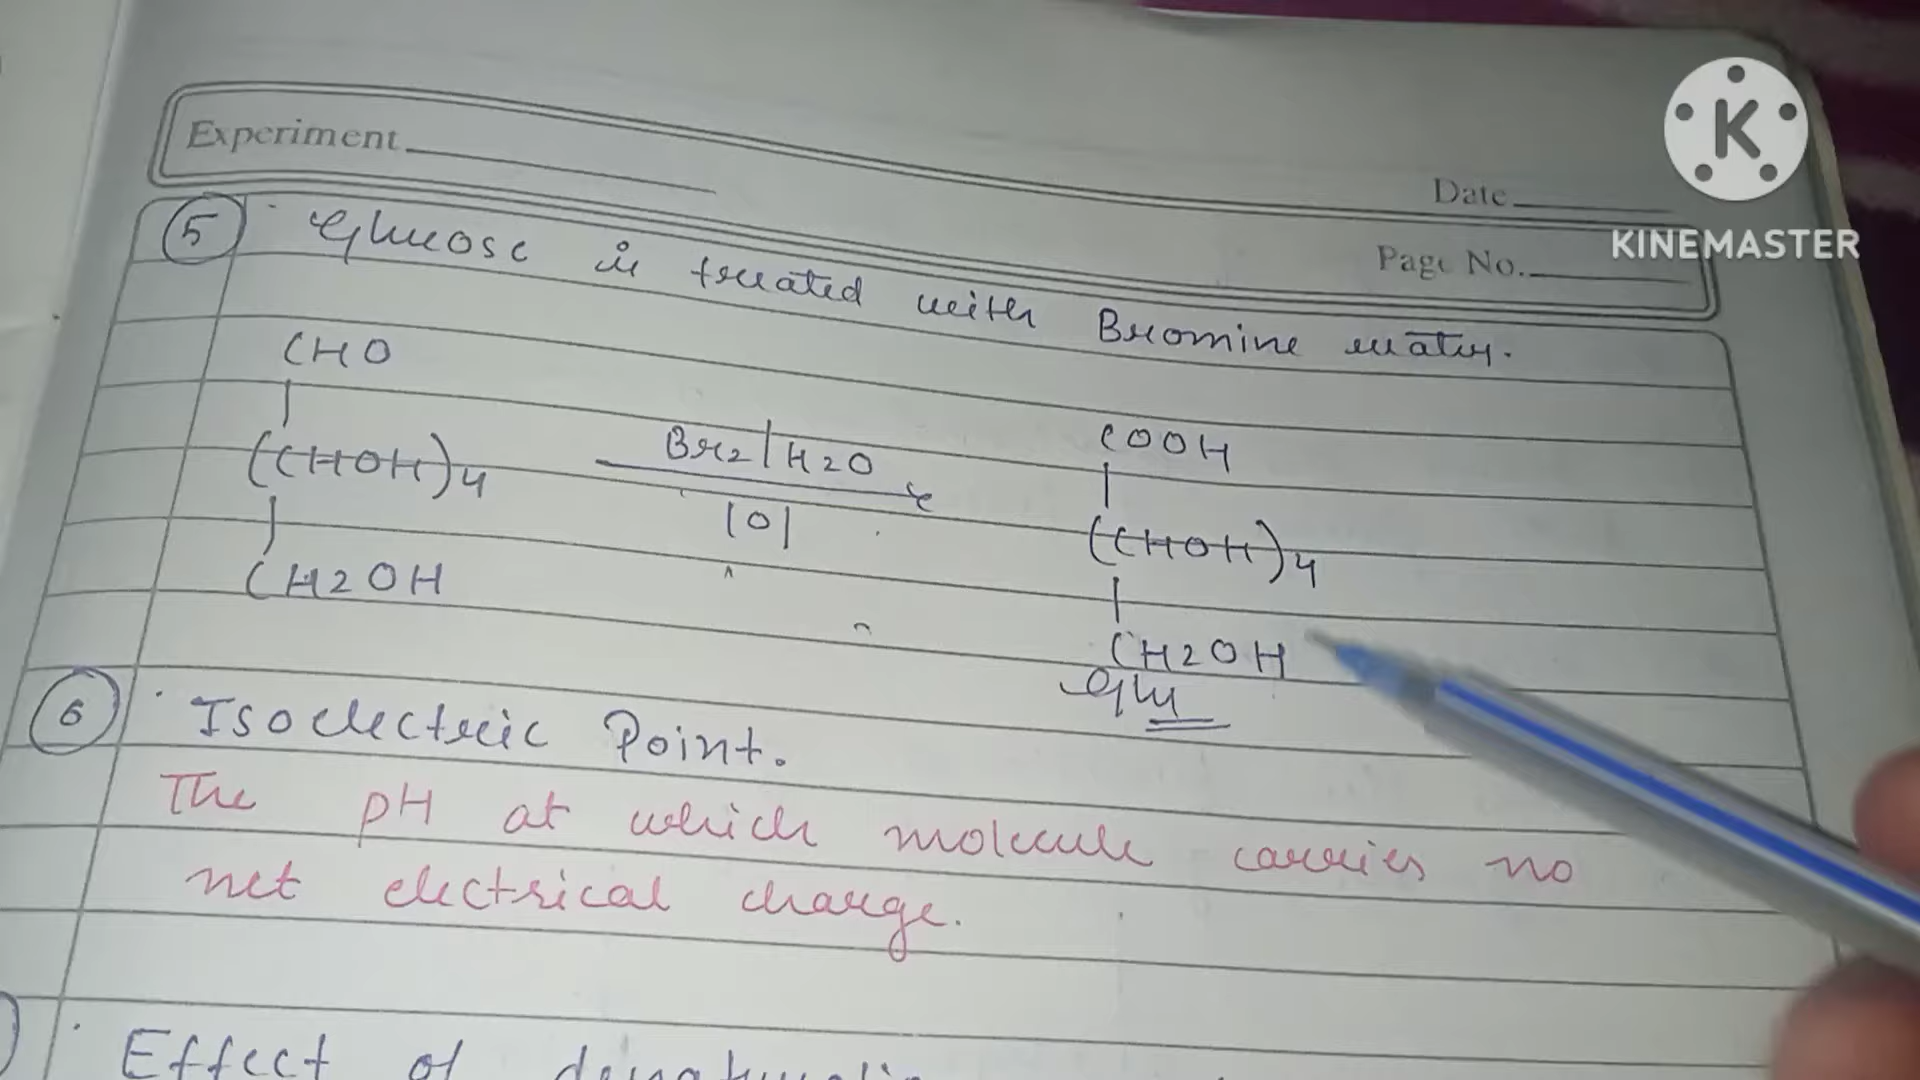 Experiment
Date
Page No.
KINEMASTER
5 Glucose is treated with Bromine water.
CHO
(CHOH)4
CH2OH
Br2/H2O
[O]
COOH
(CHOH)4
CH2OH
6 Isoelectric Point.
The pH at which molecule carries no
net electrical charge.
Effect of